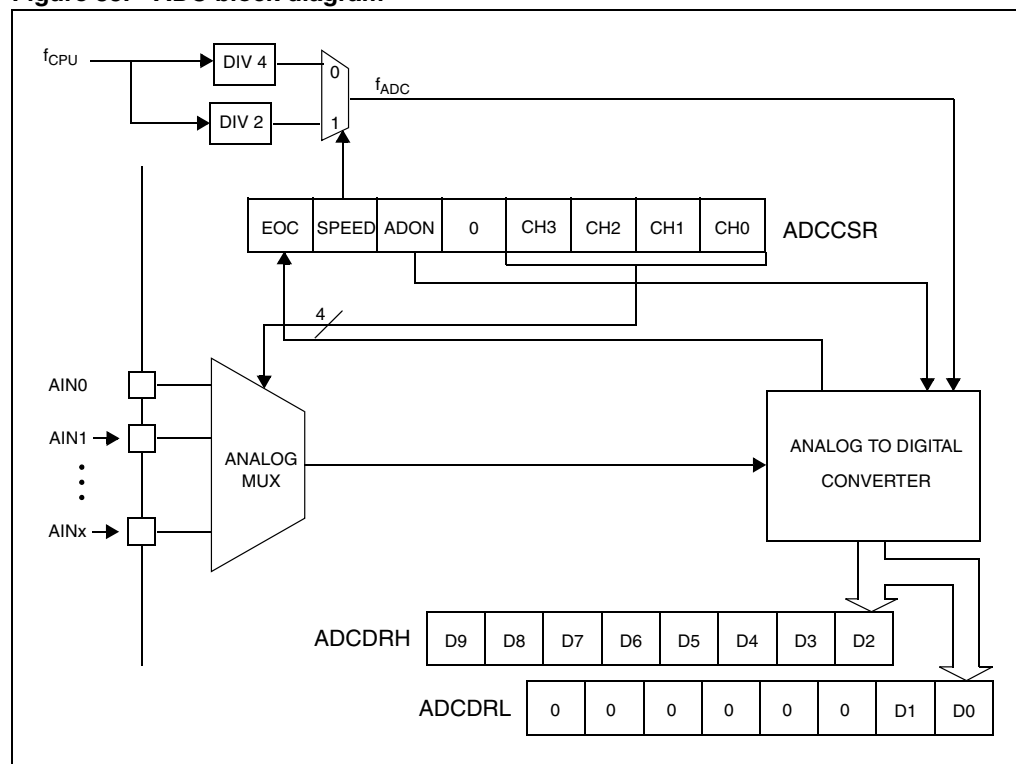 Figure ADC block diagram
fCPU
DIV 4
0
fADC
DIV 2
1
EOC SPEED ADON 0 CH3 CH2 CH1 CH0 ADCCSR
4
AIN0
AIN1
ANALOG
MUX
ANALOG TO DIGITAL
CONVERTER
AINx
ADCDRH D9 D8 D7 D6 D5 D4 D3 D2
ADCDRL 0 0 0 0 0 0 D1 D0